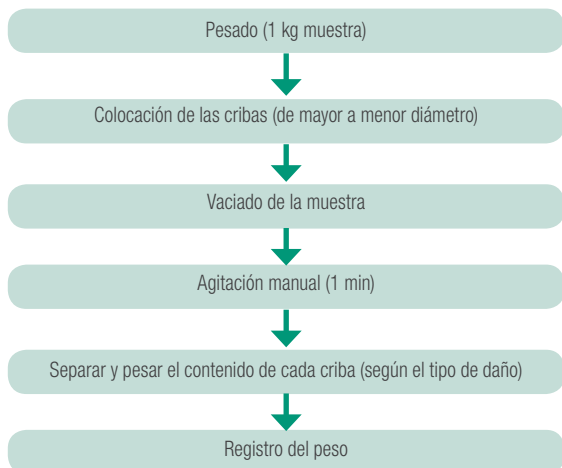 Pesado (1 kg muestra)
Colocación de las cribas (de mayor a menor diámetro)
Vaciado de la muestra
Agitación manual (1 min)
Separar y pesar el contenido de cada criba (según el tipo de daño)
Registro del peso